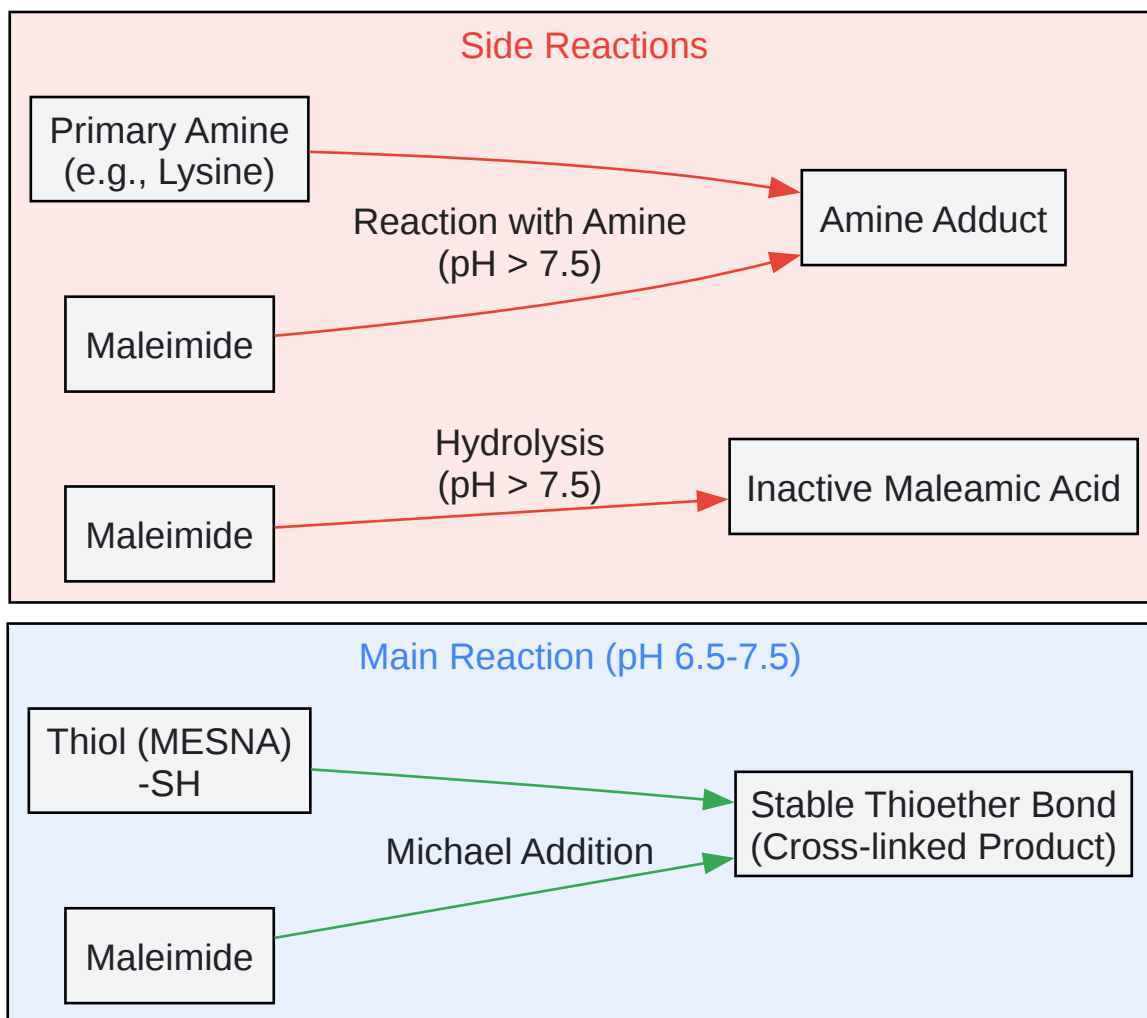 Side Reactions
Primary Amine
(e.g., Lysine)
Reaction with Amine
(pH > 7.5)
Amine Adduct
Maleimide
Hydrolysis
(pH > 7.5)
Inactive Maleamic Acid
Maleimide
Main Reaction (pH 6.5-7.5)
Thiol (MESNA)
-SH
Stable Thioether Bond
(Cross-linked Product)
Michael Addition
Maleimide